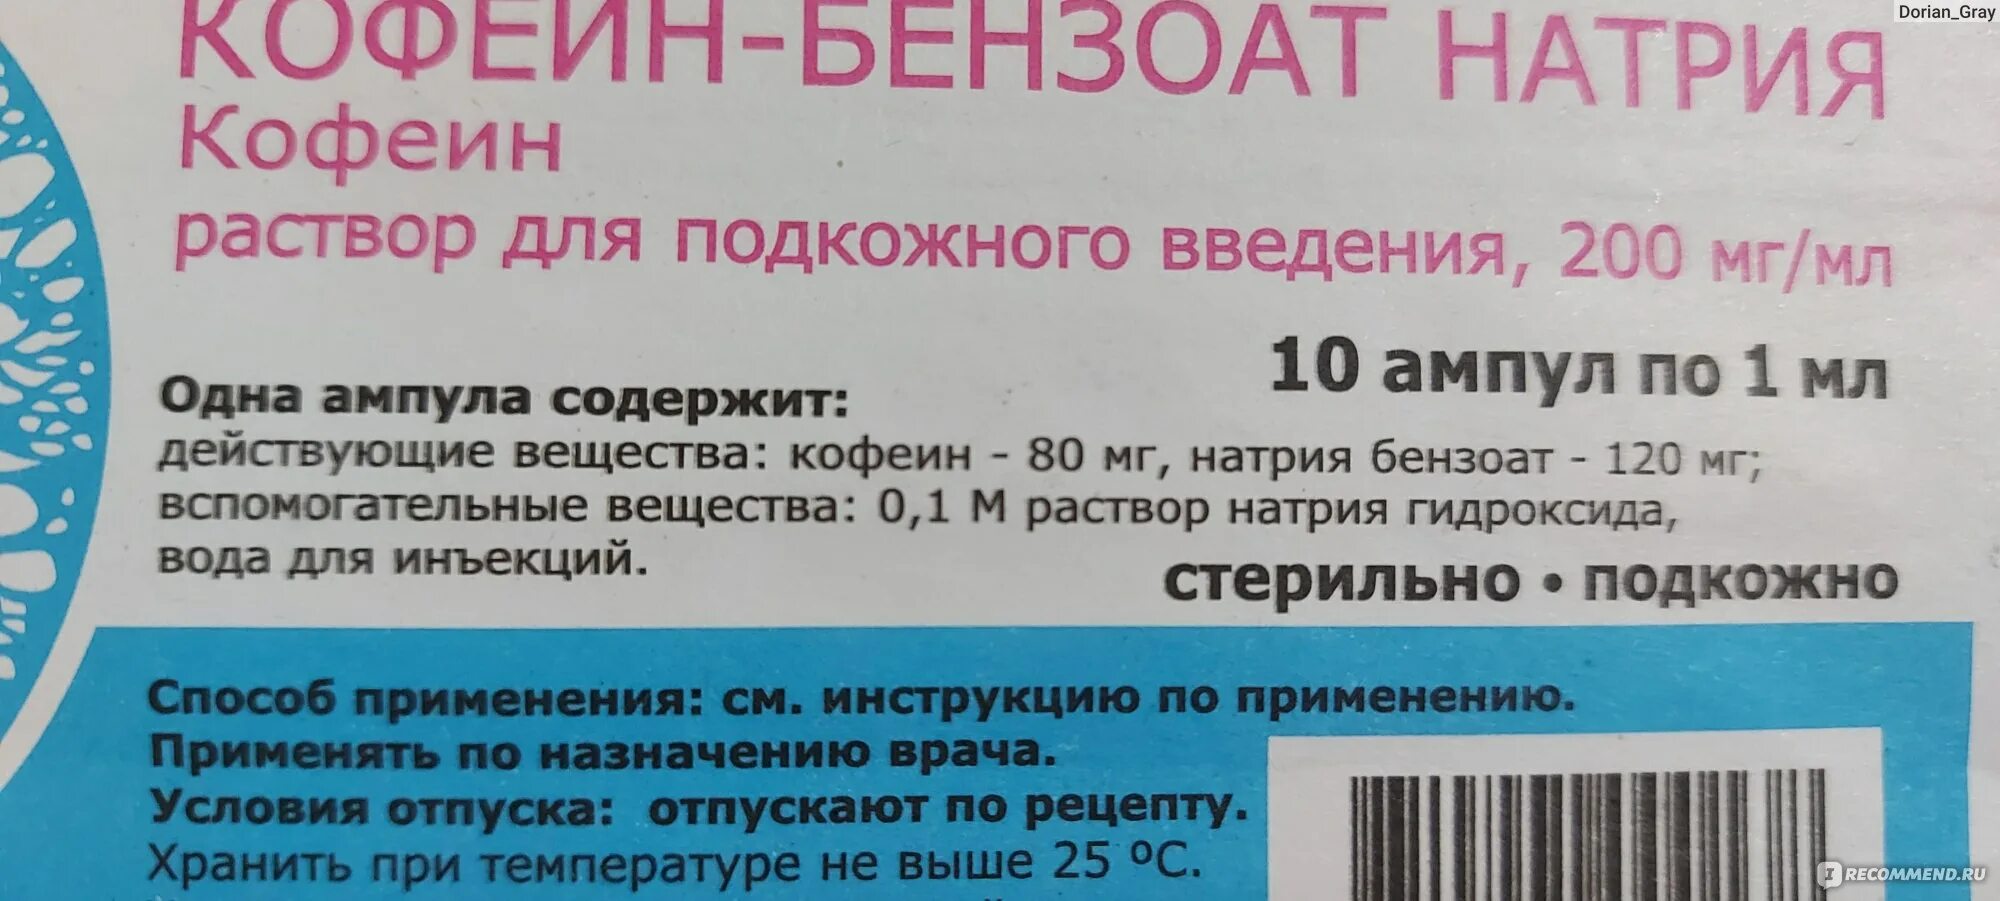 Dorian_Gray
КОФЕИН-БЕНЗОАТ НАТРИЯ
Кофеин
раствор для подкожного введения, 200 мг/мл
10 ампул по 1 мл
Одна ампула содержит:
действующие вещества: кофеин - 80 мг, натрия бензоат - 120 мг;
вспомогательные вещества: 0,1 М раствор натрия гидроксида,
вода для инъекций.
стерильно • подкожно
Способ применения: см. инструкцию по применению.
Применять по назначению врача.
Условия отпуска: отпускают по рецепту.
Хранить при температуре не выше 25 ºС.
IRECOMMEND.RU